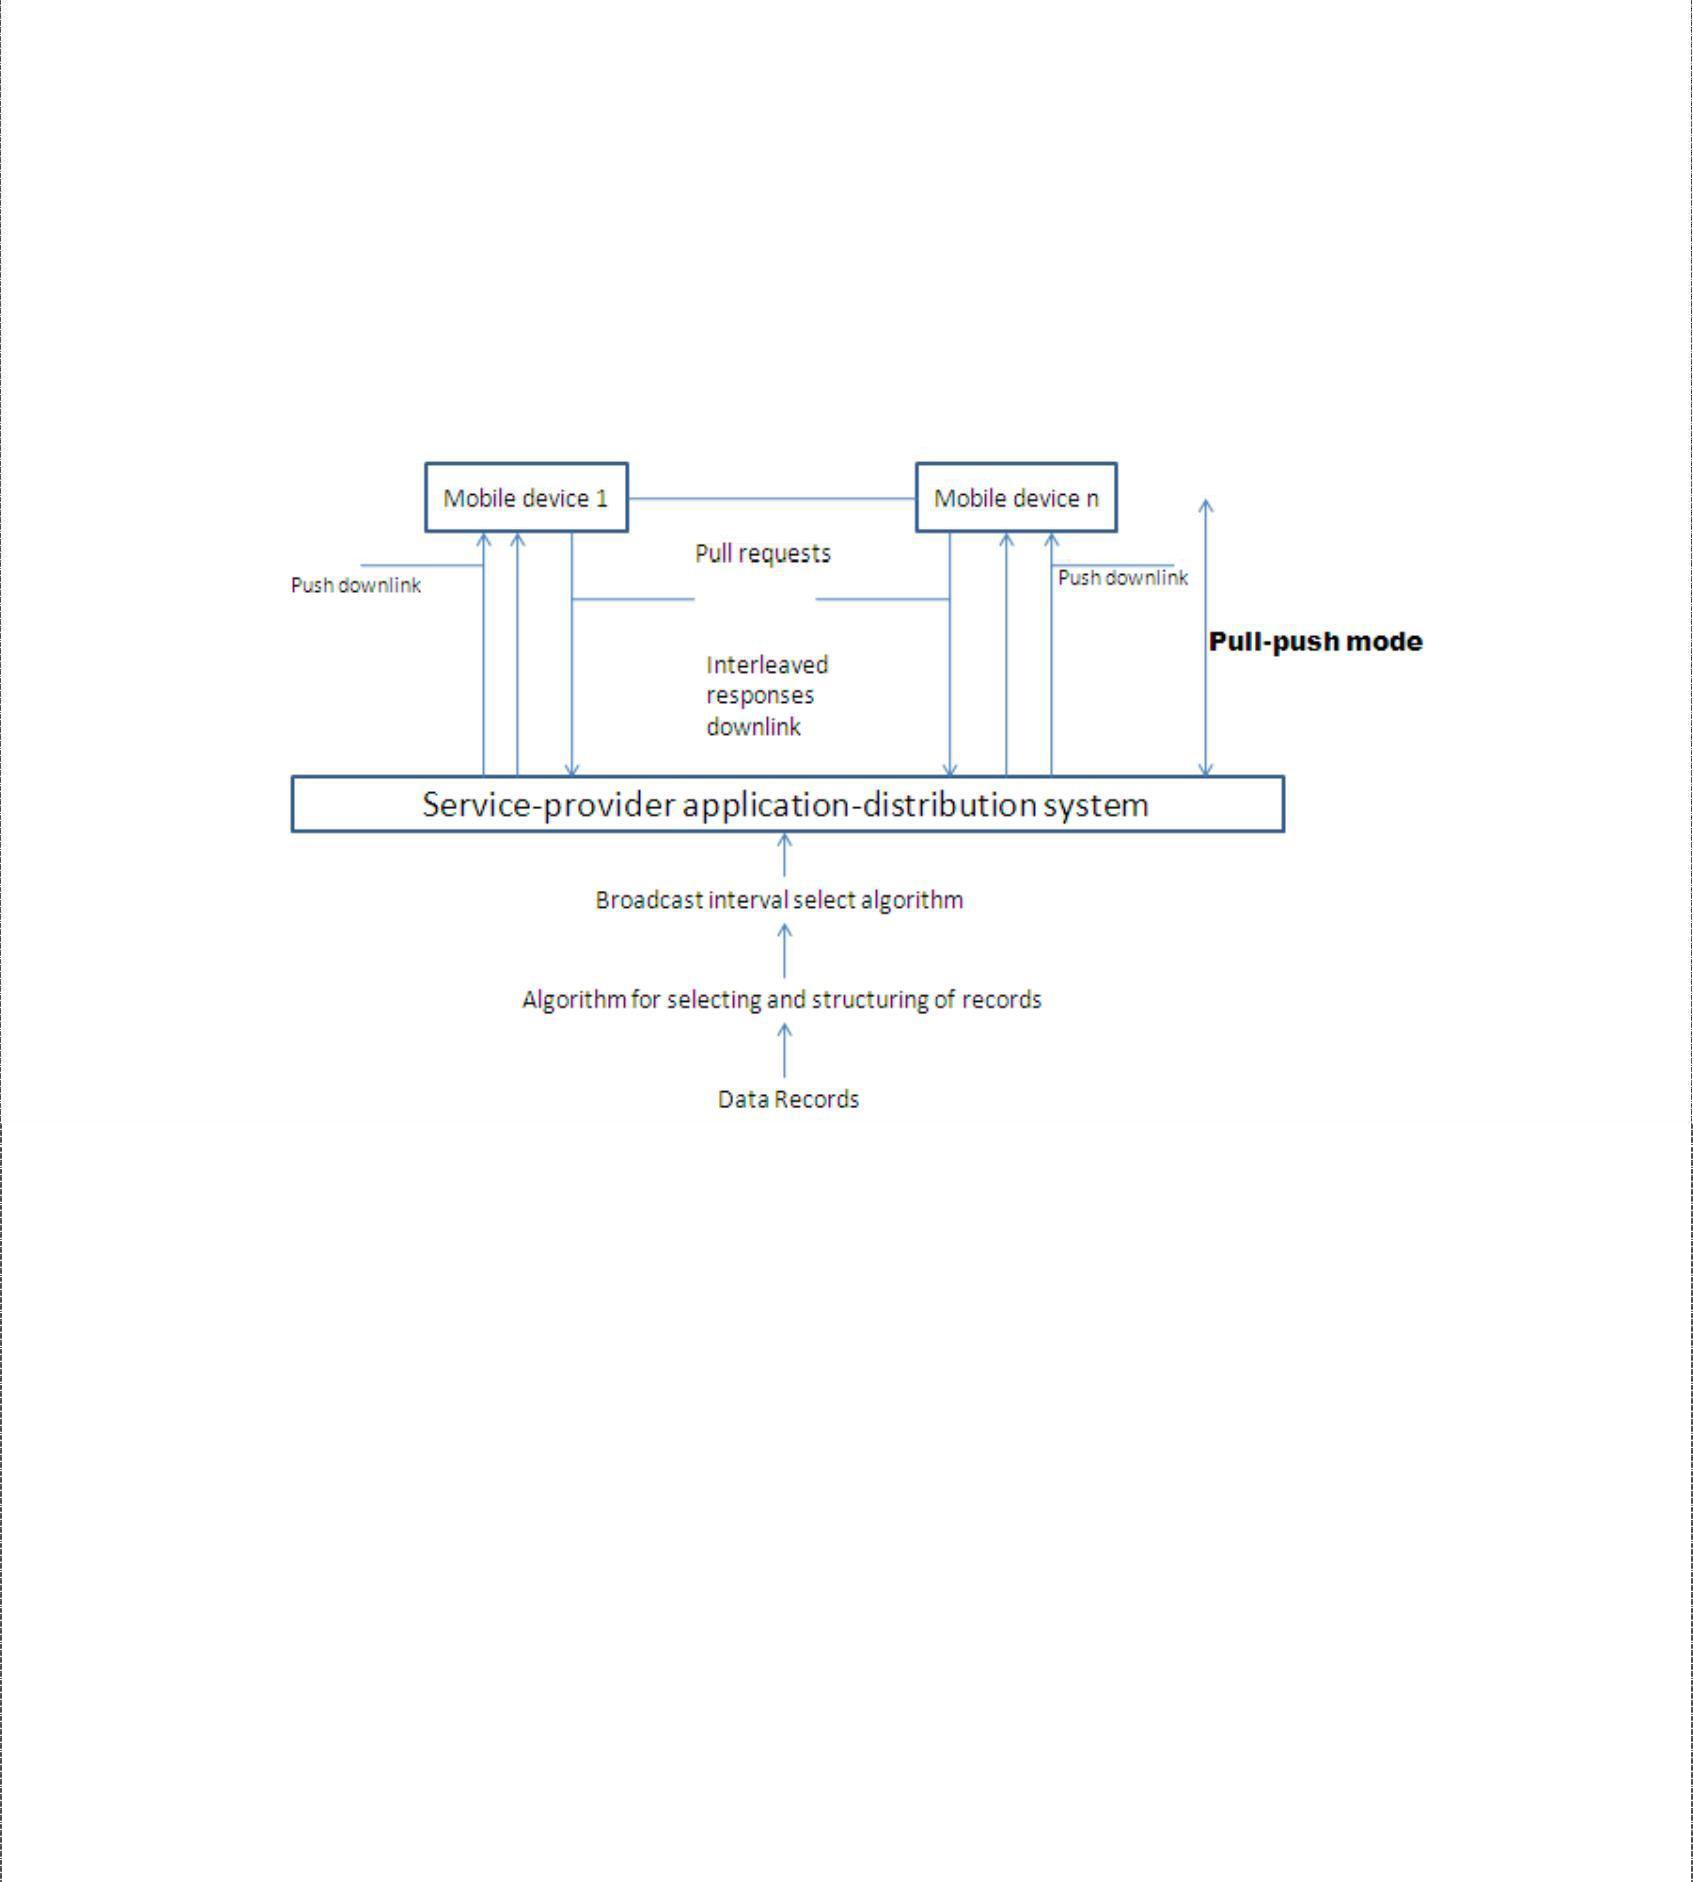 Mobile device 1
Mobile device n
Pull requests
Push downlink
Push downlink
Pull-push mode
Interleaved
responses
downlink
Service-provider application-distribution system
Broadcast interval select algorithm
Algorithm for selecting and structuring of records
Data Records